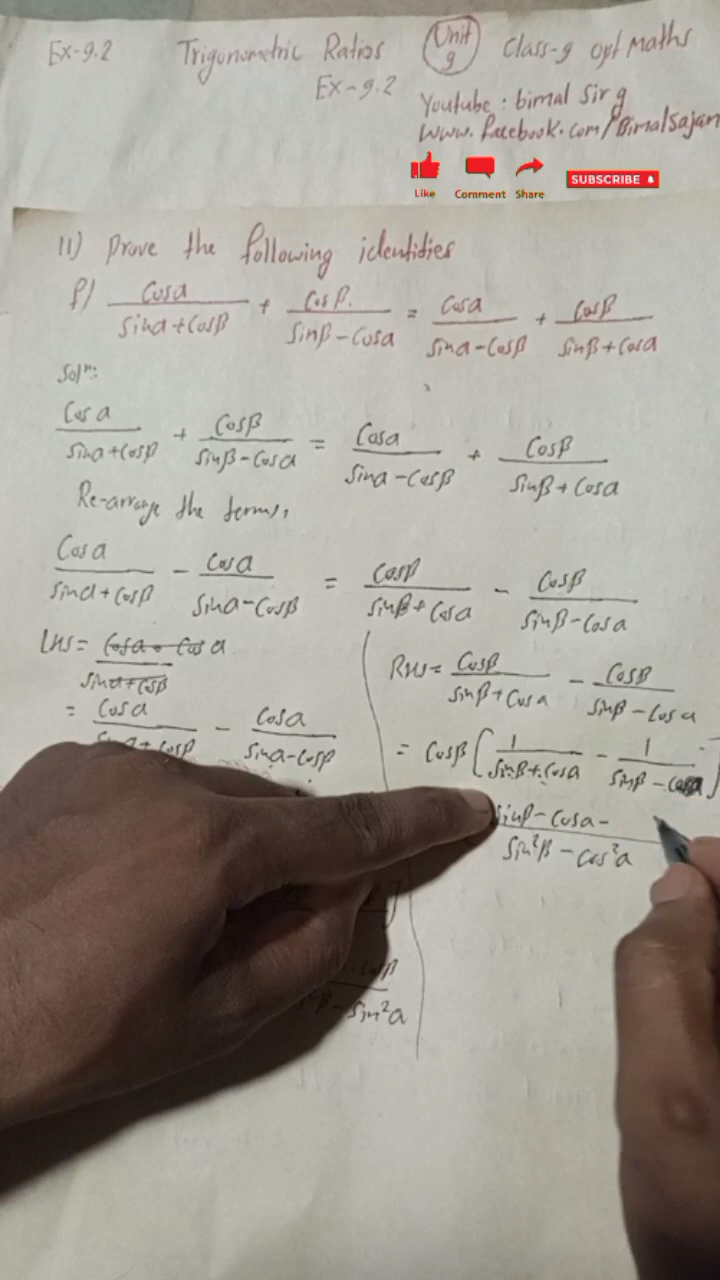 Ex-9.2 Trigonometric Ratios Unit 9 Class-9 opt Maths
Ex-9.2
Youtube : bimal Sir g
www.facebook.com/Bimalsajan
Like Comment Share SUBSCRIBE
11) Prove the following identities
f) Cosα/(Sinα+Cosβ) + Cosβ/(Sinβ-Cosα) = Cosα/(Sinα-Cosβ) + Cosβ/(Sinβ+Cosα)
Solⁿ:
Cosα/(Sinα+Cosβ) + Cosβ/(Sinβ-Cosα) = Cosα/(Sinα-Cosβ) + Cosβ/(Sinβ+Cosα)
Re-arrange the terms,
Cosα/(Sinα+Cosβ) - Cosα/(Sinα-Cosβ) = Cosβ/(Sinβ+Cosα) - Cosβ/(Sinβ-Cosα)
LHS =
= Cosα/(Sinα+Cosβ) - Cosα/(Sinα-Cosβ)
-Sin²α
RHS = Cosβ/(Sinβ+Cosα) - Cosβ/(Sinβ-Cosα)
= Cosβ[1/(Sinβ+Cosα) - 1/(Sinβ-Cosα)]
Sinβ-Cosα-
Sin²β-Cos²α